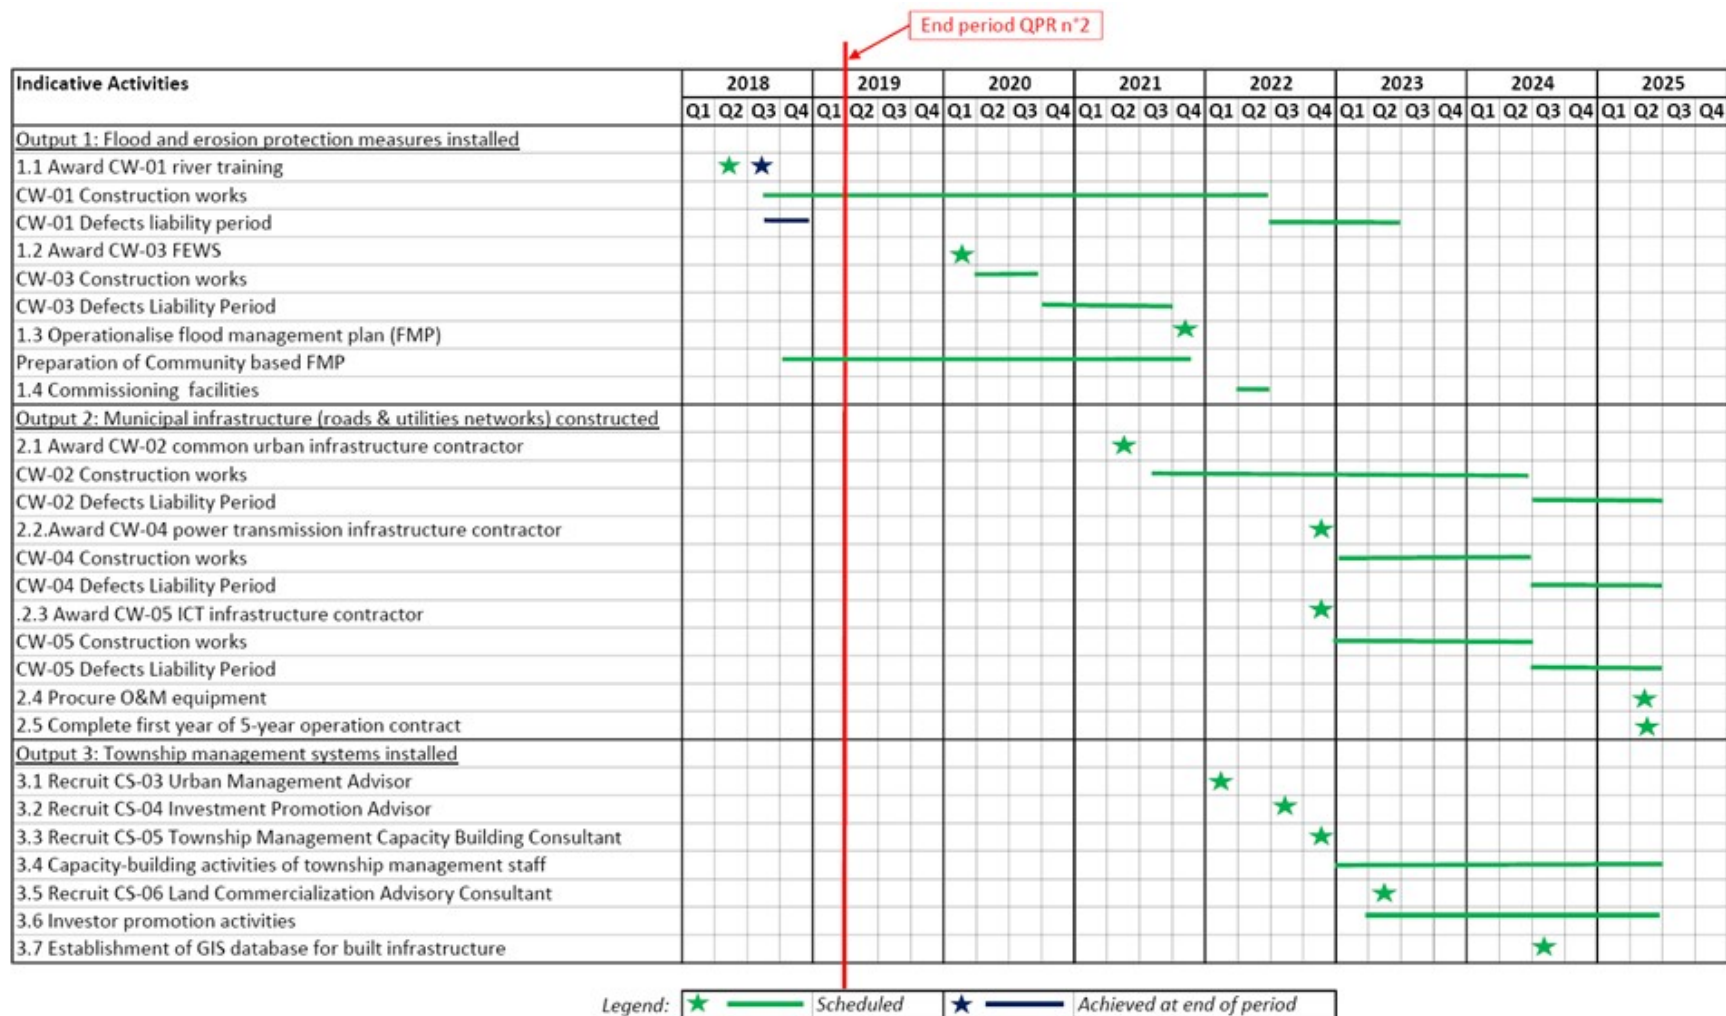 End period QPR n°2
Indicative Activities 2018 2019 2020 2021 2022 2023 2024 2025
Q1 Q2 Q3 Q4 Q1 Q2 Q3 Q4 Q1 Q2 Q3 Q4 Q1 Q2 Q3 Q4 Q1 Q2 Q3 Q4 Q1 Q2 Q3 Q4 Q1 Q2 Q3 Q4 Q1 Q2 Q3 Q4
Output 1: Flood and erosion protection measures installed
1.1 Award CW-01 river training
CW-01 Construction works
CW-01 Defects liability period
1.2 Award CW-03 FEWS
CW-03 Construction works
CW-03 Defects Liability Period
1.3 Operationalise flood management plan (FMP)
Preparation of Community based FMP
1.4 Commissioning facilities
Output 2: Municipal infrastructure (roads & utilities networks) constructed
2.1 Award CW-02 common urban infrastructure contractor
CW-02 Construction works
CW-02 Defects Liability Period
2.2.Award CW-04 power transmission infrastructure contractor
CW-04 Construction works
CW-04 Defects Liability Period
.2.3 Award CW-05 ICT infrastructure contractor
CW-05 Construction works
CW-05 Defects Liability Period
2.4 Procure O&M equipment
2.5 Complete first year of 5-year operation contract
Output 3: Township management systems installed
3.1 Recruit CS-03 Urban Management Advisor
3.2 Recruit CS-04 Investment Promotion Advisor
3.3 Recruit CS-05 Township Management Capacity Building Consultant
3.4 Capacity-building activities of township management staff
3.5 Recruit CS-06 Land Commercialization Advisory Consultant
3.6 Investor promotion activities
3.7 Establishment of GIS database for built infrastructure
Legend: Scheduled Achieved at end of period